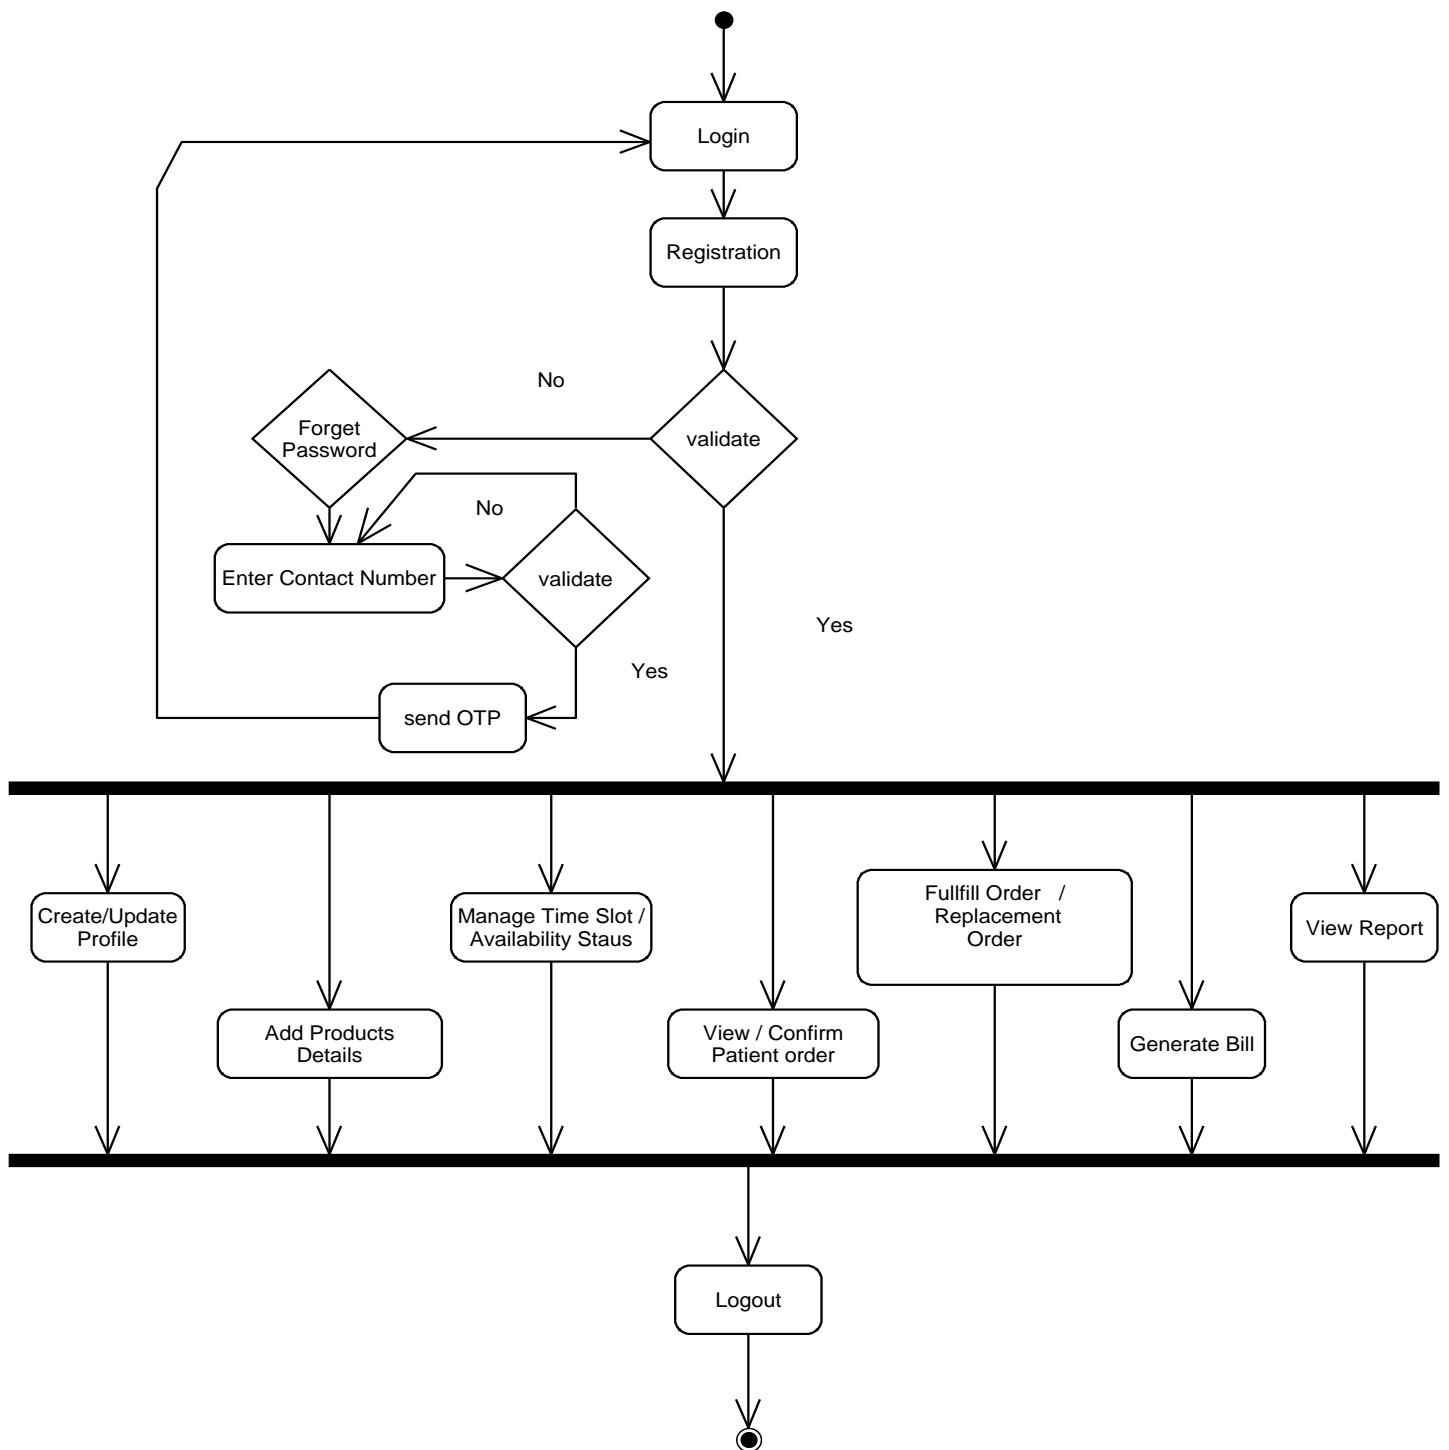 Login
Registration
No
Forget
Password
validate
No
Enter Contact Number
validate
Yes
Yes
send OTP
Create/Update
Profile
Manage Time Slot /
Availability Staus
Fullfill Order /
Replacement
Order
View Report
Add Products
Details
View / Confirm
Patient order
Generate Bill
Logout